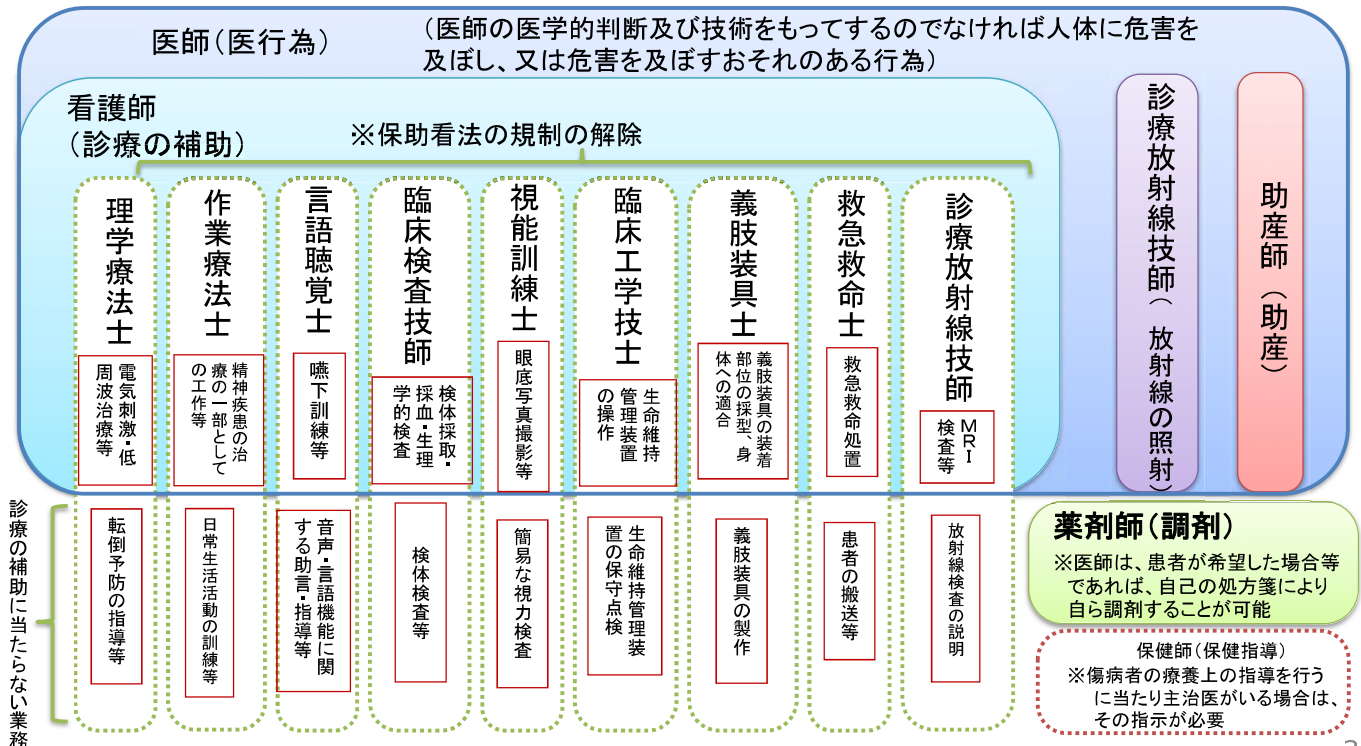 医師（医行為）
（医師の医学的判断及び技術をもってするのでなければ人体に危害を
及ぼし、又は危害を及ぼすおそれのある行為）
看護師
（診療の補助）
※保助看法の規制の解除
理学療法士
電気刺激・低
周波治療等
転倒予防の指導等
作業療法士
精神疾患の治
療の一部として
の工作等
日常生活活動の訓練等
言語聴覚士
嚥下訓練等
音声・言語機能に関
する助言・指導等
臨床検査技師
検体採取・
採血・生理
学的検査
検体検査等
視能訓練士
眼底写真撮影等
簡易な視力検査
臨床工学技士
生命維持
管理装置
の操作
生命維持管理装
置の保守点検
義肢装具士
義肢装具の装着
部位の採型、身
体への適合
義肢装具の製作
救急救命士
救急救命処置
患者の搬送等
診療放射線技師
ＭＲＩ
検査等
放射線検査の説明
診療放射線技師（放射線の照射）
助産師（助産）
診療の補助に当たらない業務
薬剤師（調剤）
※医師は、患者が希望した場合等
であれば、自己の処方箋により
自ら調剤することが可能
保健師（保健指導）
※傷病者の療養上の指導を行う
に当たり主治医がいる場合は、
その指示が必要